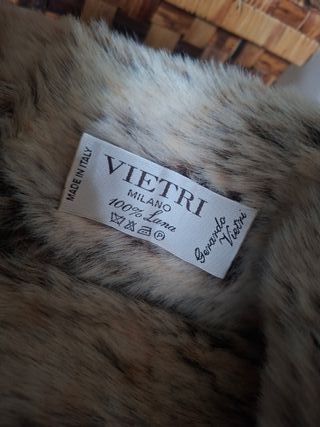 MADE IN ITALY
VIETRI
MILANO
100% Lana
P
Gerardo
Vietri